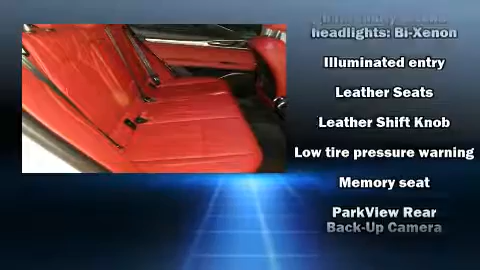 headlights: Bi-Xenon
Illuminated entry
Leather Seats
Leather Shift Knob
Low tire pressure warning
Memory seat
ParkView Rear
Back-Up Camera